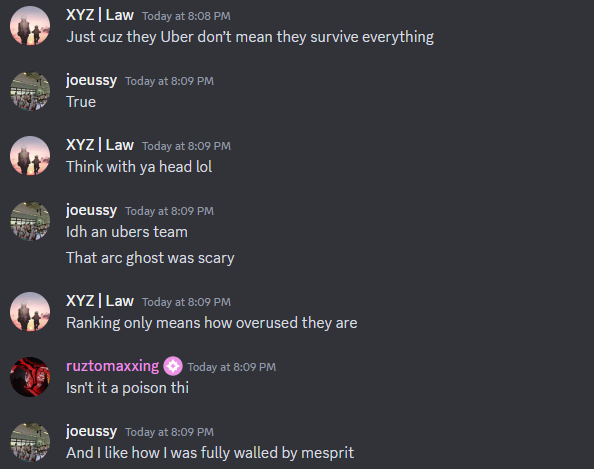 XYZ | Law Today at 8:08 PM
Just cuz they Uber don't mean they survive everything
joeussy Today at 8:09 PM
True
XYZ | Law Today at 8:09 PM
Think with ya head lol
joeussy Today at 8:09 PM
Idh an ubers team
That arc ghost was scary
XYZ | Law Today at 8:09 PM
Ranking only means how overused they are
ruztomaxxing Today at 8:09 PM
Isn't it a poison thi
joeussy Today at 8:09 PM
And I like how I was fully walled by mesprit